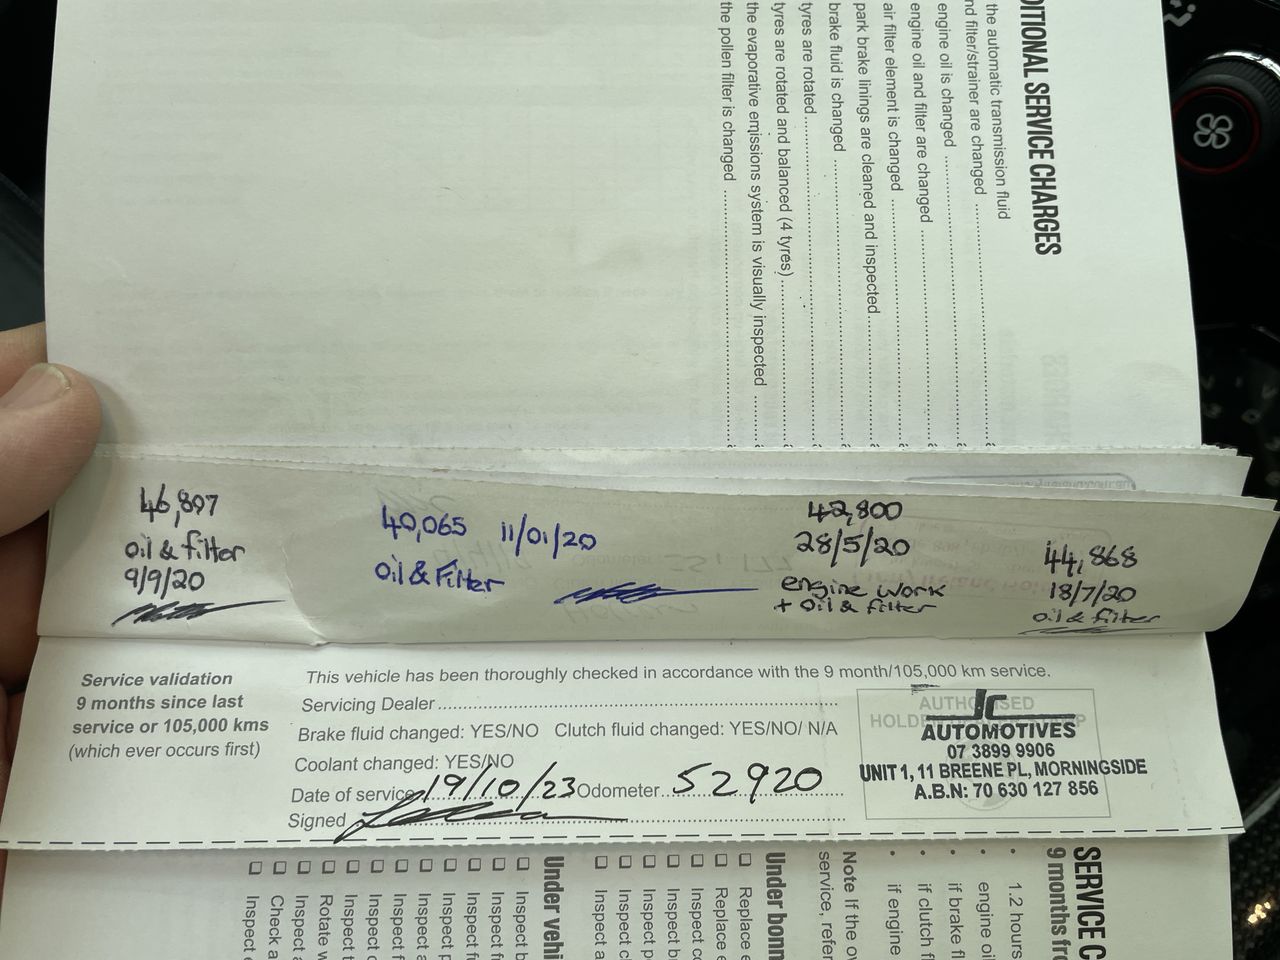 DITIONAL SERVICE CHARGES
the automatic transmission fluid
nd filter/strainer are changed
engine oil is changed
engine oil and filter are changed
air filter element is changed
park brake linings are cleaned and inspected
brake fluid is changed
tyres are rotated
tyres are rotated and balanced (4 tyres)
the evaporative emissions system is visually inspected
the pollen filter is changed
46,897
oil & filter
9/9/20
40,065 11/01/20
oil & Filter
42,800
28/5/20
engine work
+ oil & filter
44,868
18/7/20
oil & filter
Service validation
9 months since last
service or 105,000 kms
(which ever occurs first)
This vehicle has been thoroughly checked in accordance with the 9 month/105,000 km service.
Servicing Dealer
Brake fluid changed: YES/NO Clutch fluid changed: YES/NO/ N/A
Coolant changed: YES/NO
Date of service 19/10/23 Odometer 52920
Signed
AUTHORISED
HOLDEN
JC
AUTOMOTIVES
07 3899 9906
UNIT 1, 11 BREENE PL, MORNINGSIDE
A.B.N: 70 630 127 856
SERVICE C
9 months fro
• 1.2 hours
• engine oil
• if brake f
• if clutch f
• if engine
Note If the ow
service, refer
Under bonn
Replace e
Replace
Inspect c
Inspect b
Inspect p
Inspect c
Inspect
Under vehi
Inspect b
Inspect f
Inspect f
Inspect f
Inspect a
Inspect
Inspect
Inspect t
Rotate w
Inspect a
Check a
Inspect